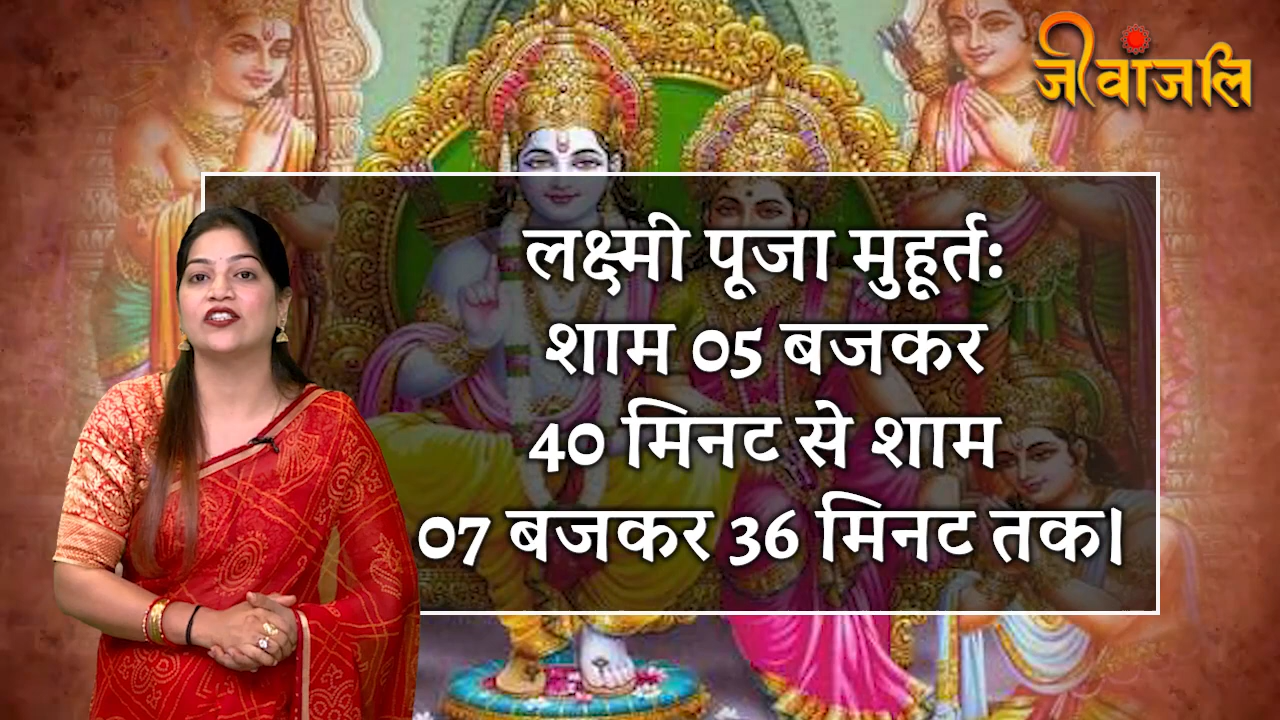 जीवांजलि
लक्ष्मी पूजा मुहूर्त:
शाम 05 बजकर
40 मिनट से शाम
07 बजकर 36 मिनट तक।